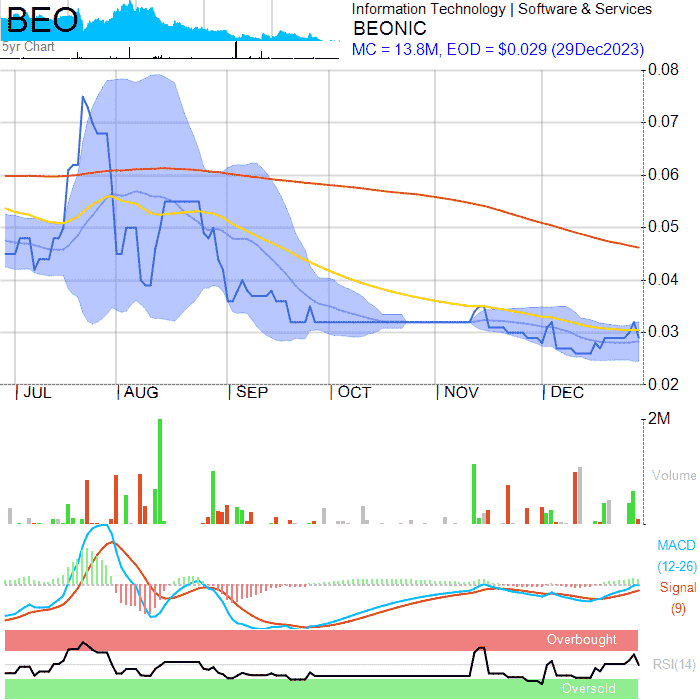 BEO
5yr Chart
Information Technology | Software & Services
BEONIC
MC = 13.8M, EOD = $0.029 (29Dec2023)
0.08
0.07
0.06
0.05
0.04
0.03
0.02
JUL AUG SEP OCT NOV DEC
2M
Volume
MACD
(12-26)
Signal
(9)
Overbought
RSI(14)
Oversold